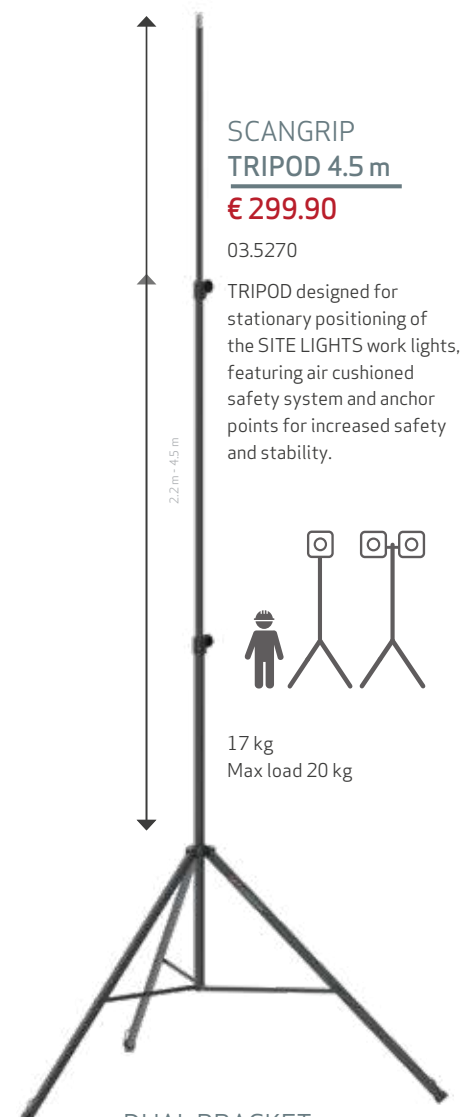 SCANGRIP
TRIPOD 4.5 m
€ 299.90
03.5270
TRIPOD designed for
stationary positioning of
the SITE LIGHTS work lights,
featuring air cushioned
safety system and anchor
points for increased safety
and stability.
2.2 m - 4.5 m
17 kg
Max load 20 kg
DUAL BRACKET